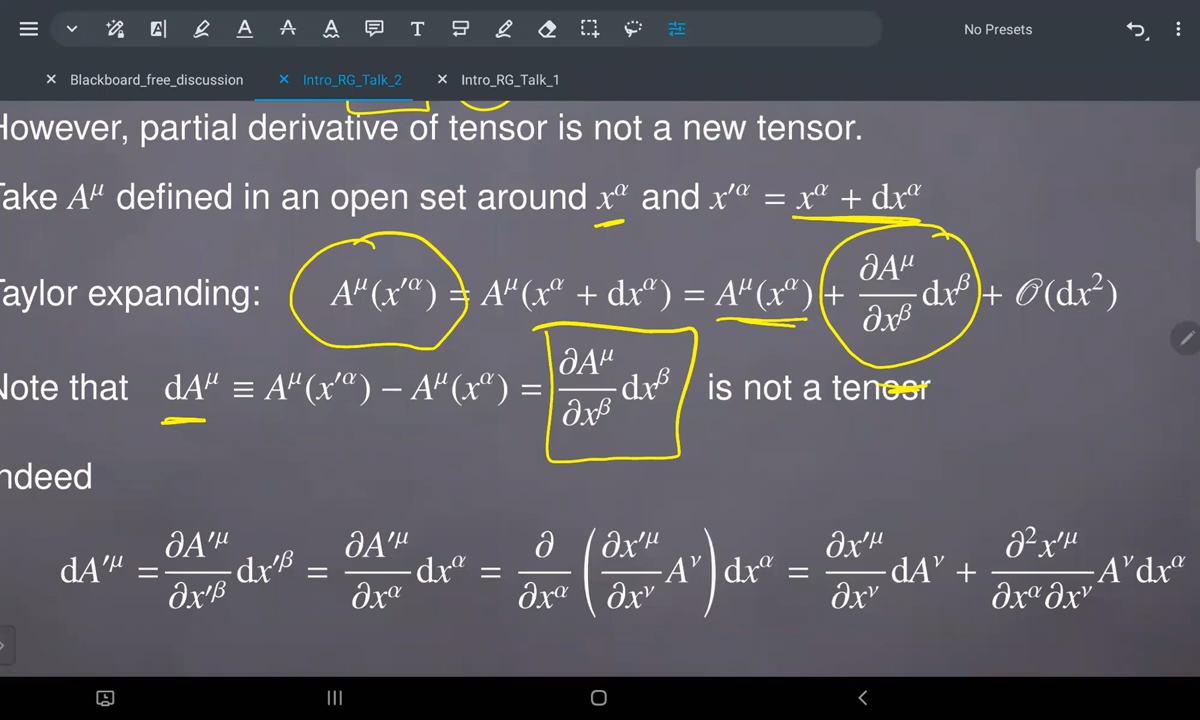 No Presets
Blackboard_free_discussion Intro_RG_Talk_2 Intro_RG_Talk_1
However, partial derivative of tensor is not a new tensor.
Take A^μ defined in an open set around x^α and x′^α = x^α + dx^α
Taylor expanding: A^μ(x′^α) = A^μ(x^α + dx^α) = A^μ(x^α) + ∂A^μ/∂x^β dx^β + 𝒪(dx²)
Note that dA^μ ≡ A^μ(x′^α) − A^μ(x^α) = ∂A^μ/∂x^β dx^β is not a tensor
Indeed
dA′^μ = ∂A′^μ/∂x′^β dx′^β = ∂A′^μ/∂x^α dx^α = ∂/∂x^α (∂x′^μ/∂x^ν A^ν) dx^α = ∂x′^μ/∂x^ν dA^ν + ∂²x′^μ/∂x^α∂x^ν A^ν dx^α